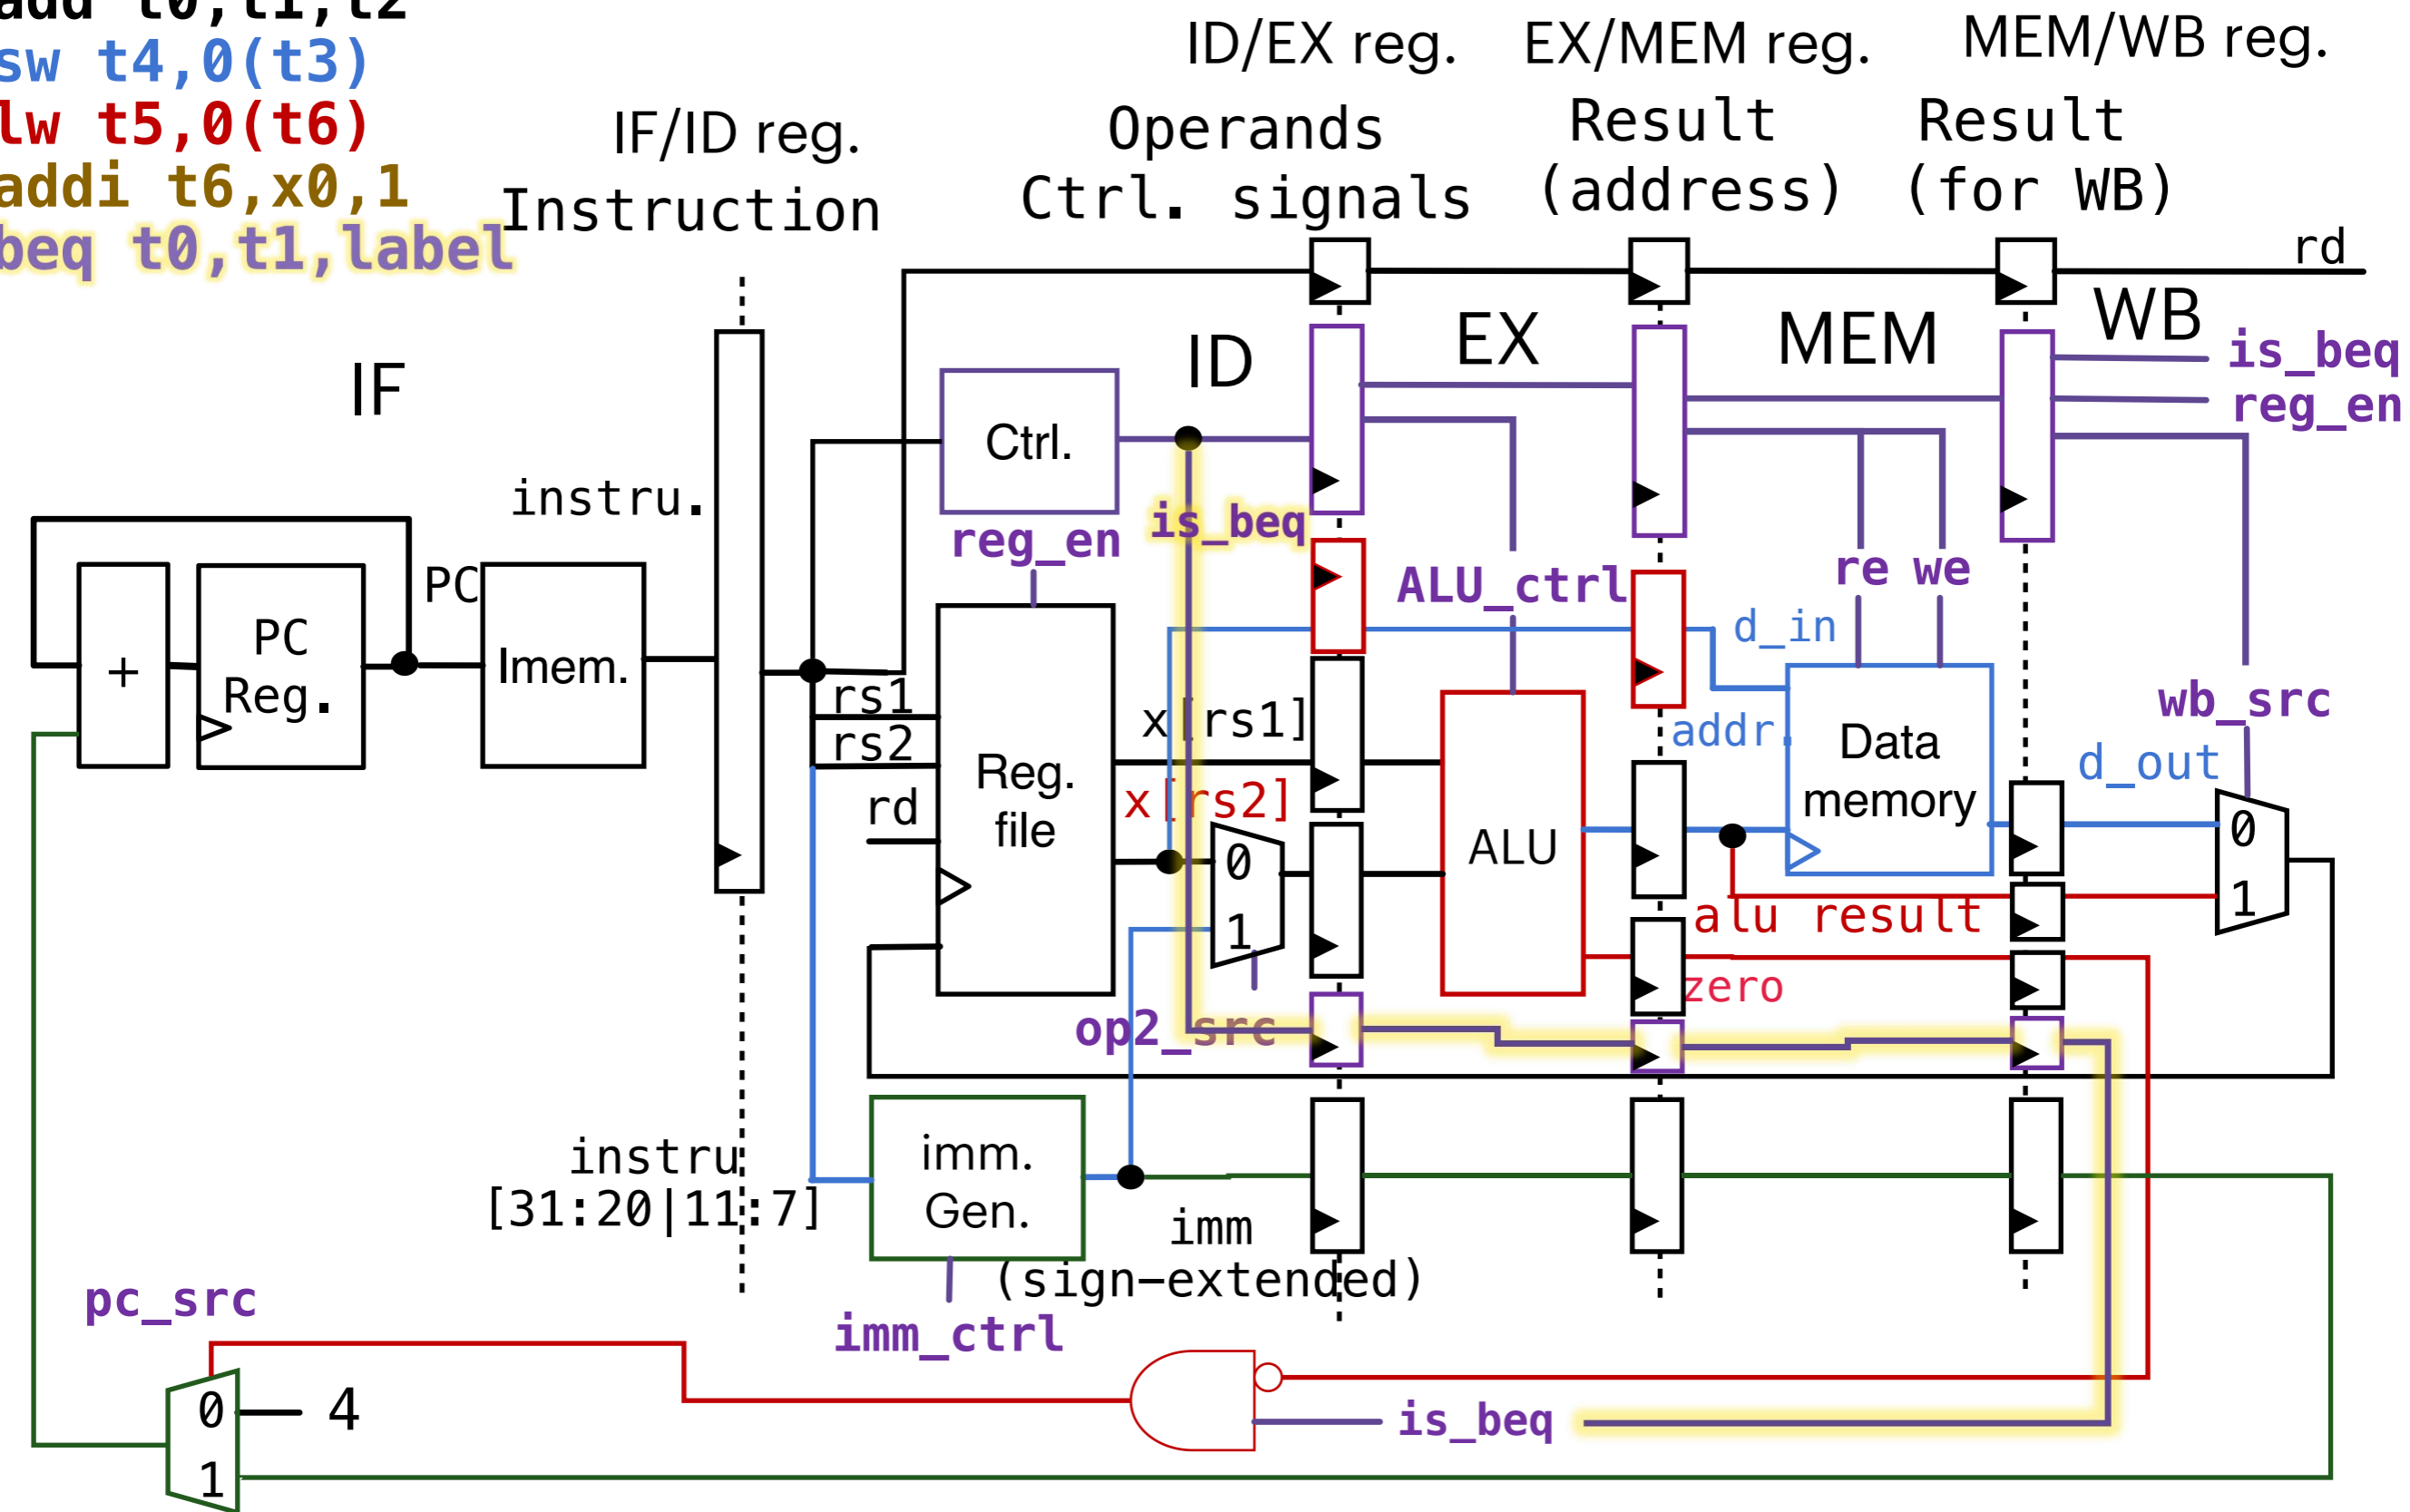 add t0,t1,t2
sw t4,0(t3)
lw t5,0(t6)
addi t6,x0,1
beq t0,t1,label
IF/ID reg.
Instruction
ID/EX reg.
Operands
Ctrl. signals
EX/MEM reg.
Result
(address)
MEM/WB reg.
Result
(for WB)
rd
IF
ID
EX
MEM
WB
is_beq
reg_en
Ctrl.
instru.
reg_en
is_beq
ALU_ctrl
re we
+
PC
Reg.
PC
Imem.
rs1
rs2
rd
Reg.
file
x[rs1]
x[rs2]
0
1
op2_src
ALU
d_in
addr.
Data
memory
wb_src
d_out
0
1
alu result
zero
instru
[31:20|11:7]
imm.
Gen.
imm
(sign-extended)
imm_ctrl
pc_src
0
4
1
is_beq